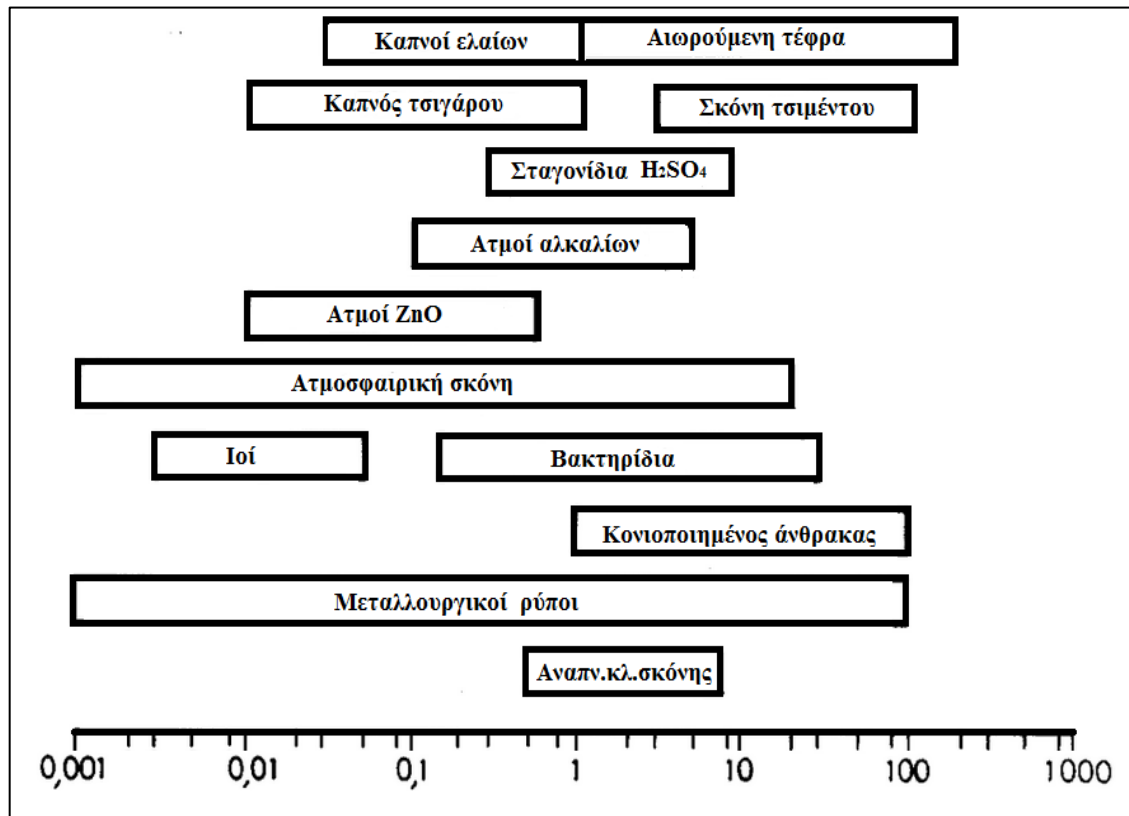 Καπνοί ελαίων Αιωρούμενη τέφρα
Καπνός τσιγάρου Σκόνη τσιμέντου
Σταγονίδια H₂SO₄
Ατμοί αλκαλίων
Ατμοί ZnO
Ατμοσφαιρική σκόνη
Ιοί Βακτηρίδια
Κονιοποιημένος άνθρακας
Μεταλλουργικοί ρύποι
Αναπν.κλ.σκόνης
0,001 0,01 0,1 1 10 100 1000